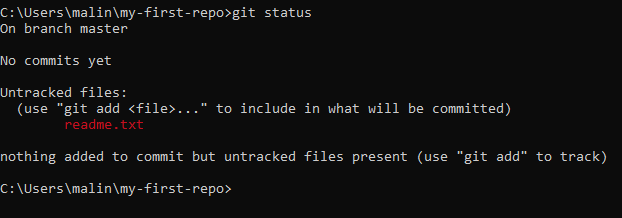 C:\Users\malin\my-first-repo>git status
On branch master
No commits yet
Untracked files:
(use "git add <file>..." to include in what will be committed)
readme.txt
nothing added to commit but untracked files present (use "git add" to track)
C:\Users\malin\my-first-repo>